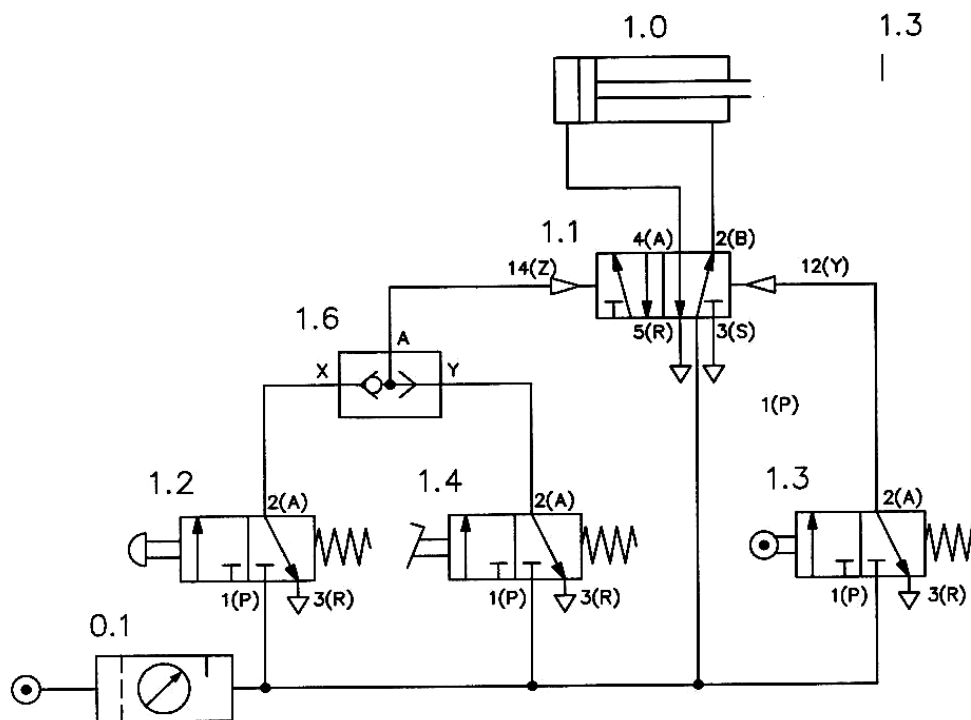 1.0
1.3
1.1
4(A) 2(B)
14(Z) 12(Y)
1.6
A
5(R) 3(S)
X Y
1(P)
1.2
1.4
1.3
2(A)
2(A)
2(A)
1(P) 3(R)
1(P) 3(R)
1(P) 3(R)
0.1